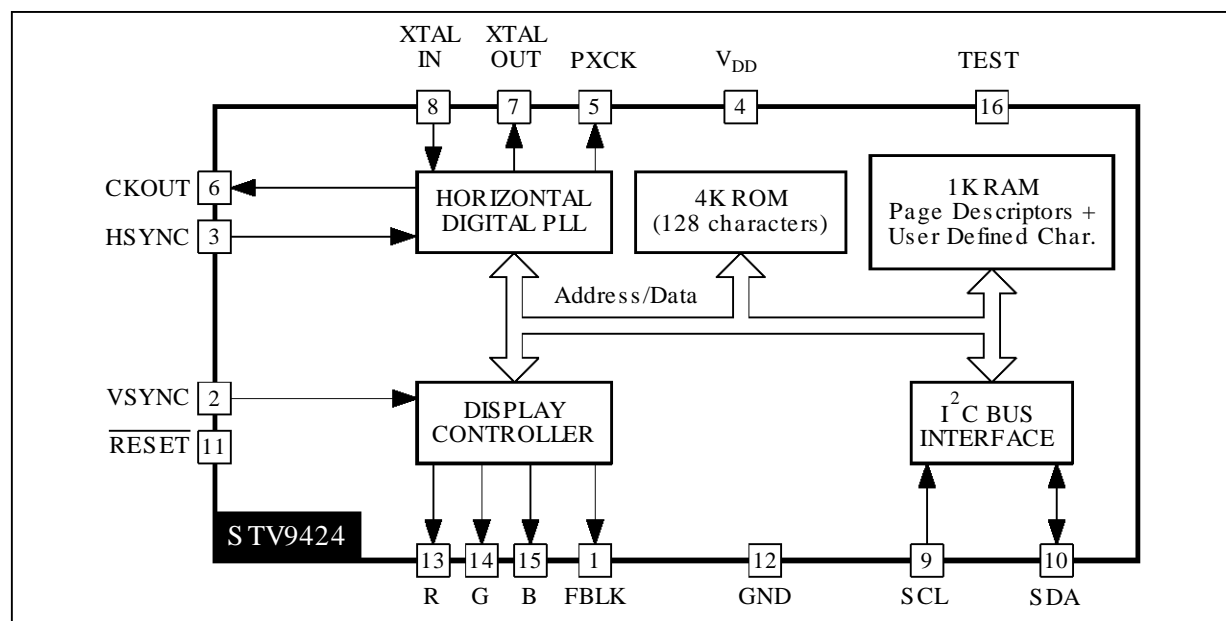 XTAL IN
XTAL OUT
PXCK
VDD
TEST
8
7
5
4
16
CKOUT
6
HSYNC
3
HORIZONTAL
DIGITAL PLL
4K ROM
(128 characters)
1K RAM
Page Descriptors +
User Defined Char.
Address/Data
VSYNC
2
RESET
11
DISPLAY
CONTROLLER
I2C BUS
INTERFACE
STV9424
13
14
15
1
12
9
10
R
G
B
FBLK
GND
SCL
SDA